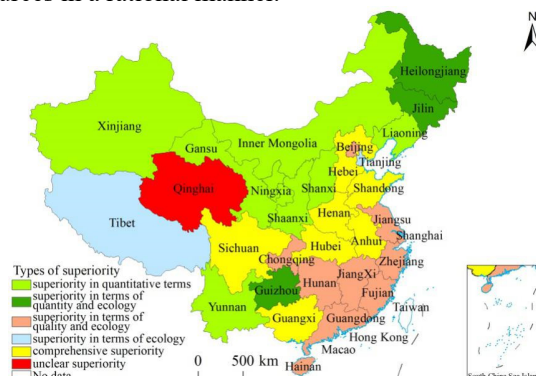 N
Heilongjiang
Jilin
Xinjiang
Liaoning
Inner Mongolia
Gansu
Beijing
Tianjing
Hebei
Qinghai
Ningxia
Shanxi
Shandong
Shaanxi
Henan
Jiangsu
Tibet
Shanghai
Sichuan
Hubei
Anhui
Zhejiang
Chongqing
JiangXi
Hunan
Guizhou
Fujian
Yunnan
Taiwan
Guangxi
Guangdong
Hong Kong
Macao
Hainan
Types of superiority
superiority in quantitative terms
superiority in terms of
quantity and ecology
superiority in terms of
quality and ecology
superiority in terms of ecology
comprehensive superiority
unclear superiority
No data
0 500 km
South China Sea